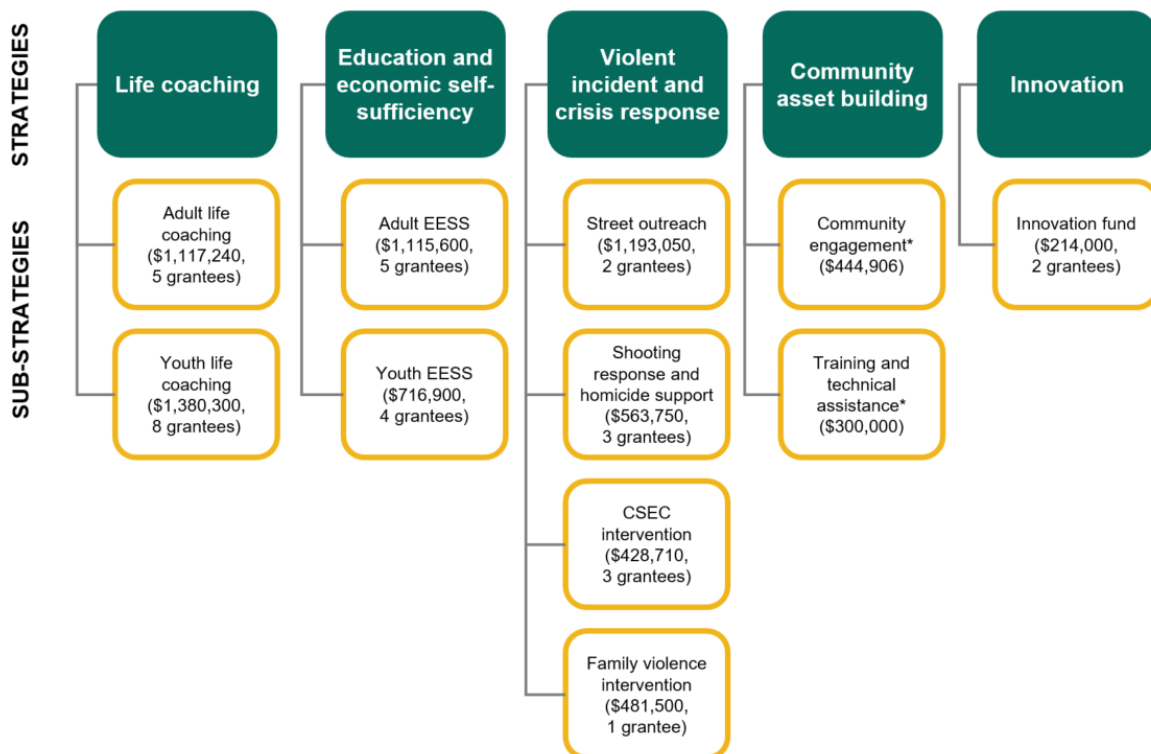 STRATEGIES
Life coaching
Education and
economic self-
sufficiency
Violent
incident and
crisis response
Community
asset building
Innovation
SUB-STRATEGIES
Adult life
coaching
($1,117,240,
5 grantees)
Adult EESS
($1,115,600,
5 grantees)
Street outreach
($1,193,050,
2 grantees)
Community
engagement*
($444,906)
Innovation fund
($214,000,
2 grantees)
Youth life
coaching
($1,380,300,
8 grantees)
Youth EESS
($716,900,
4 grantees)
Shooting
response and
homicide support
($563,750,
3 grantees)
Training and
technical
assistance*
($300,000)
CSEC
intervention
($428,710,
3 grantees)
Family violence
intervention
($481,500,
1 grantee)